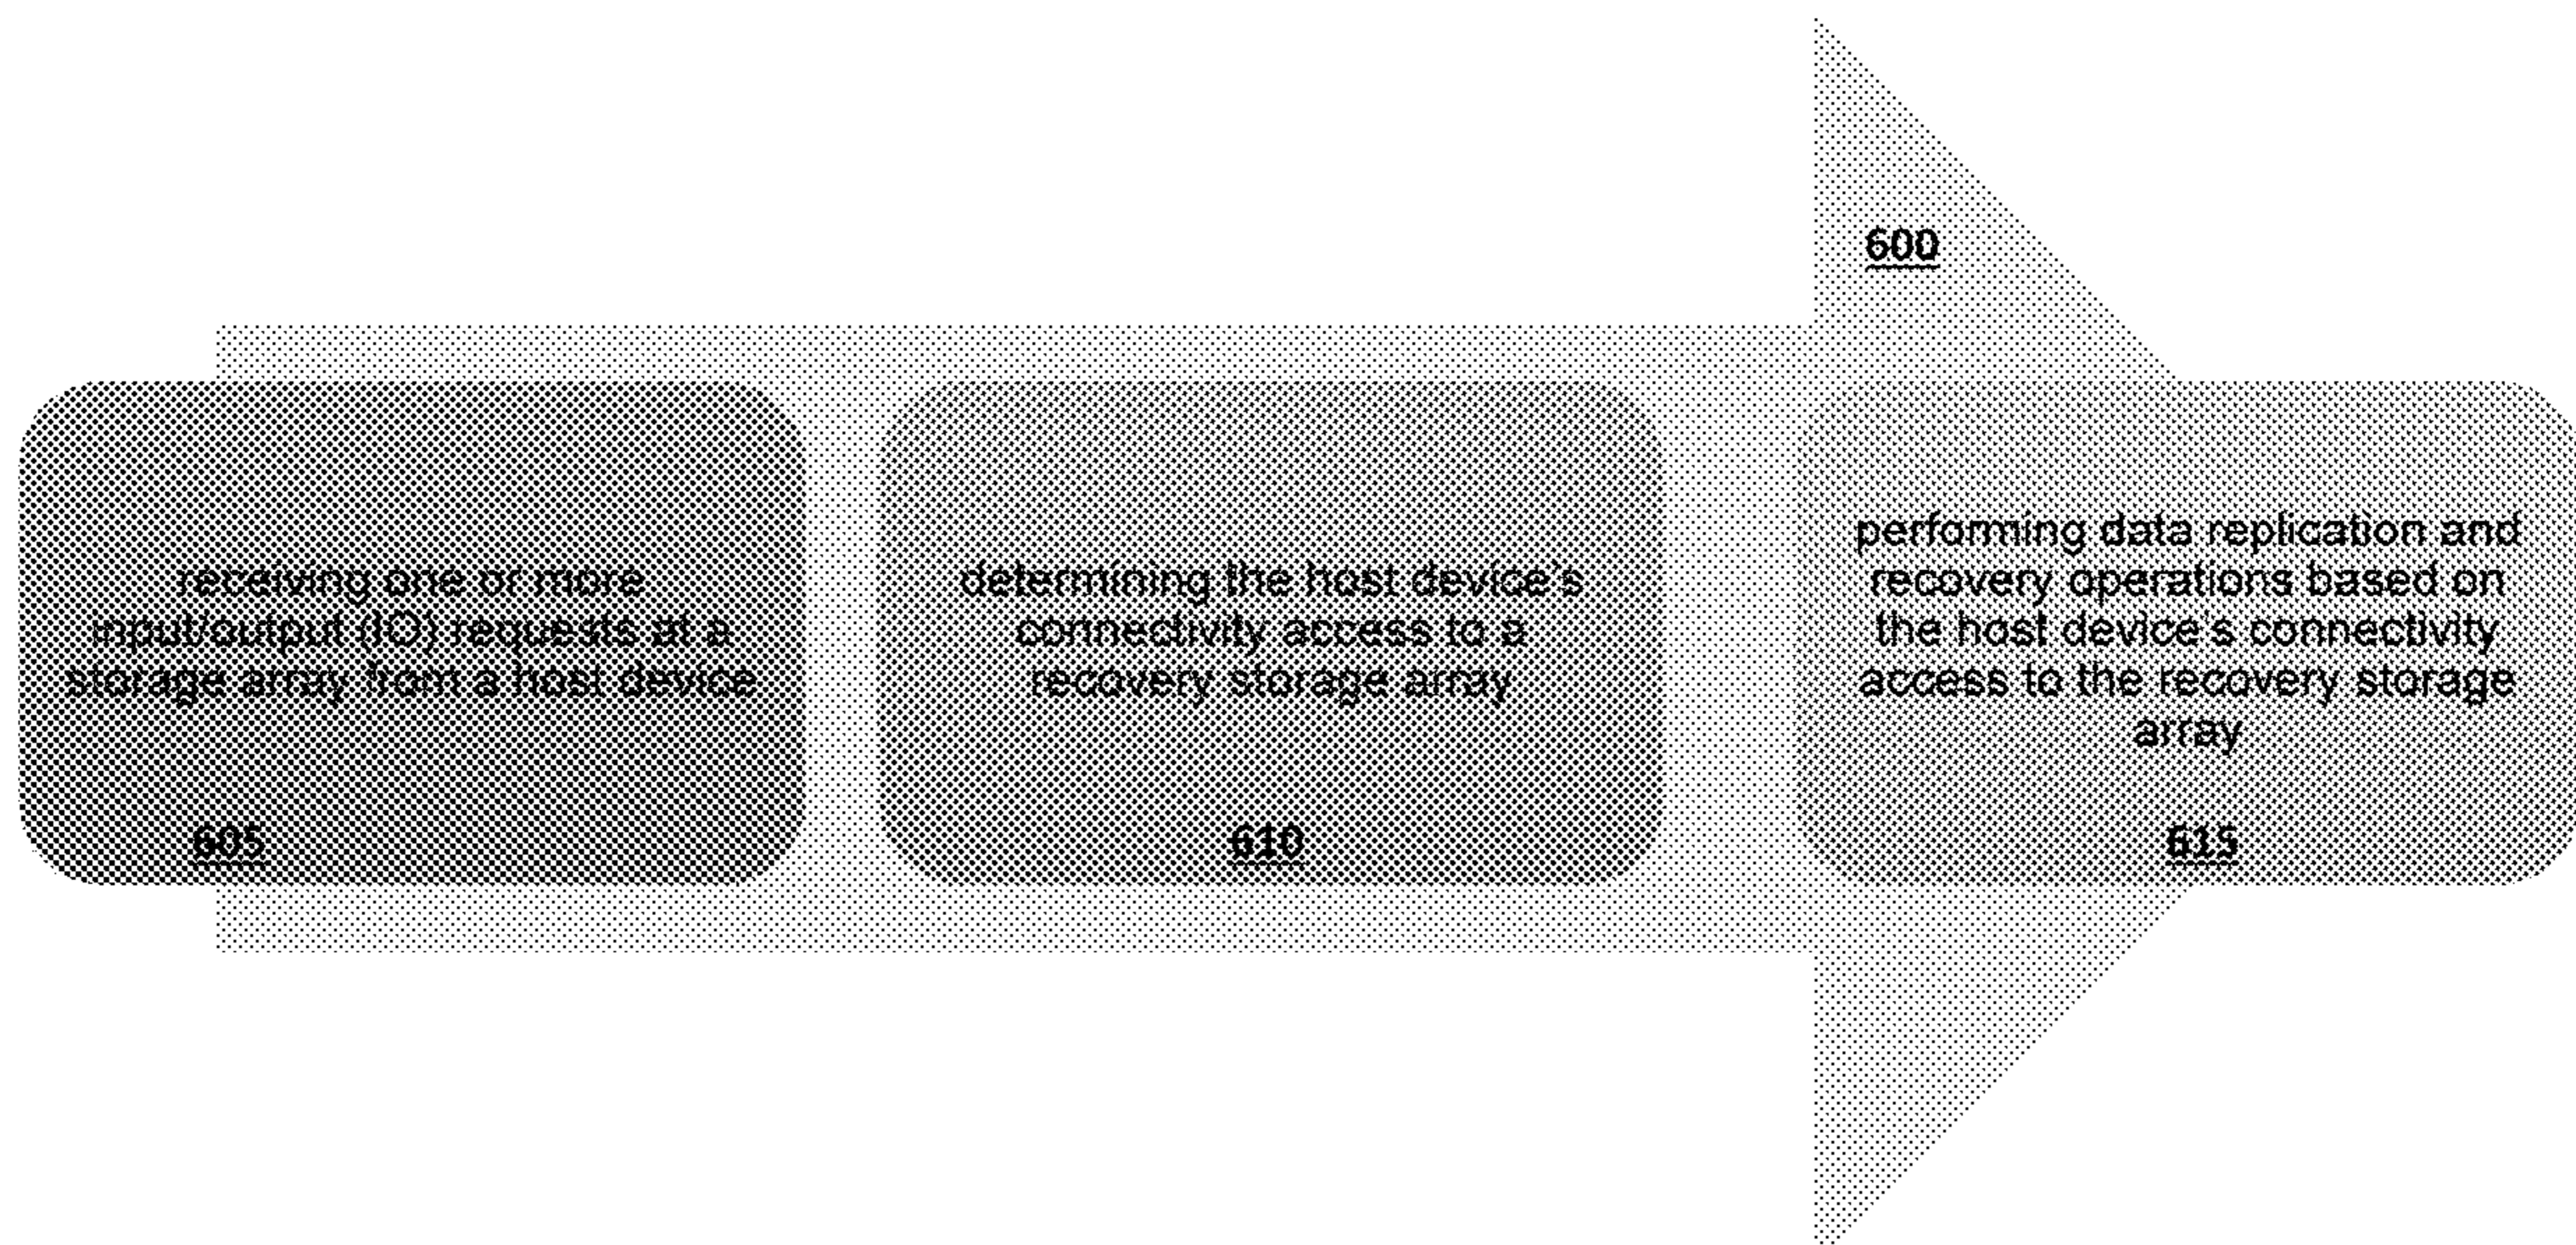 600
receiving one or more
input/output (IO) requests at a
storage array from a host device
605
determining the host device's
connectivity access to a
recovery storage array
610
performing data replication and
recovery operations based on
the host device's connectivity
access to the recovery storage
array
615